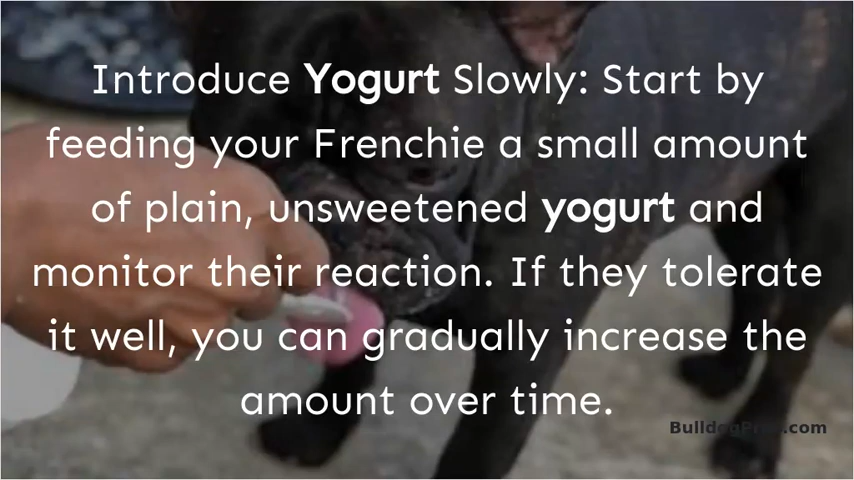 Introduce Yogurt Slowly: Start by
feeding your Frenchie a small amount
of plain, unsweetened yogurt and
monitor their reaction. If they tolerate
it well, you can gradually increase the
amount over time.